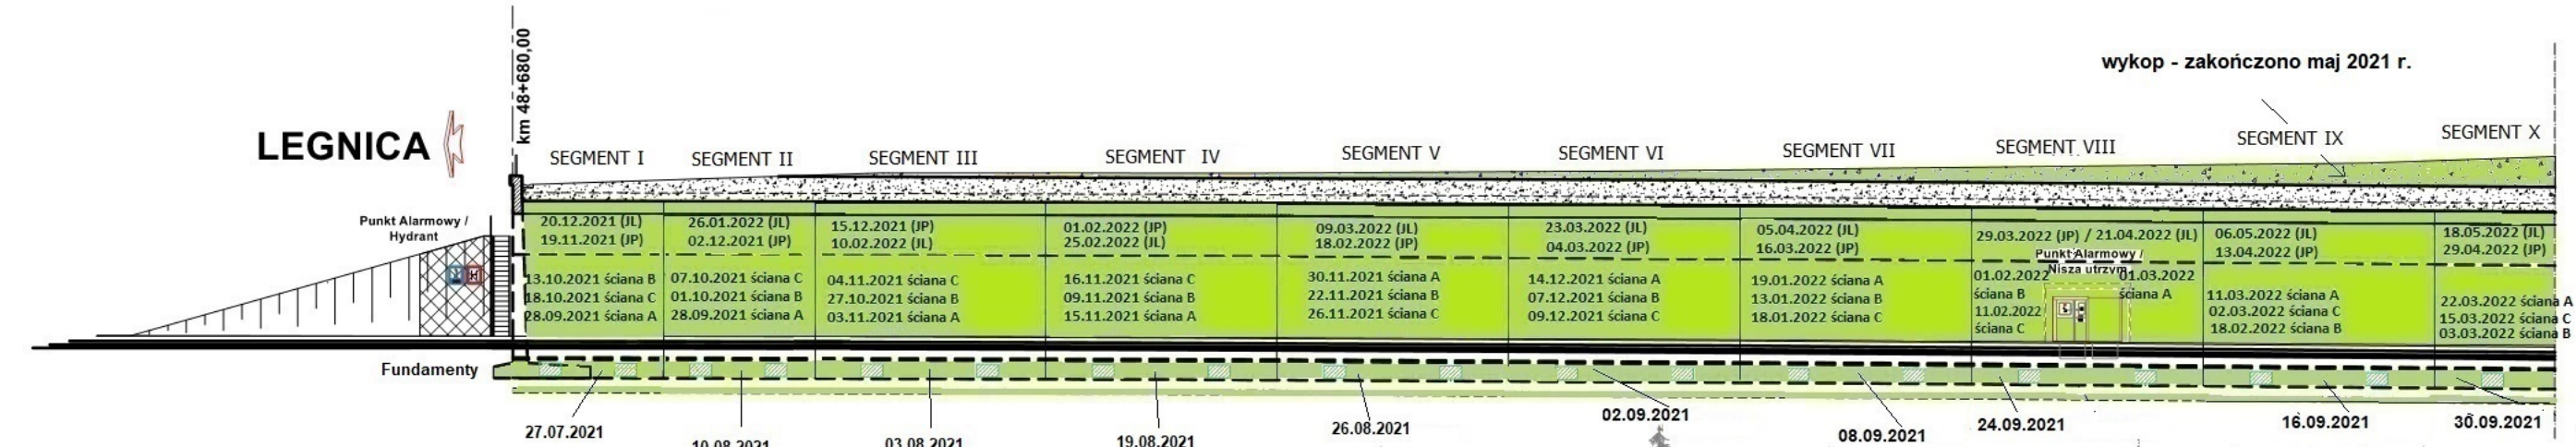 km 48+680,00
wykop - zakończono maj 2021 r.
LEGNICA
SEGMENT I
SEGMENT II
SEGMENT III
SEGMENT IV
SEGMENT V
SEGMENT VI
SEGMENT VII
SEGMENT VIII
SEGMENT IX
SEGMENT X
Punkt Alarmowy /
Hydrant
20.12.2021 (JL)
19.11.2021 (JP)
13.10.2021 ściana B
18.10.2021 ściana C
28.09.2021 ściana A
26.01.2022 (JL)
02.12.2021 (JP)
07.10.2021 ściana C
01.10.2021 ściana B
28.09.2021 ściana A
15.12.2021 (JP)
10.02.2022 (JL)
04.11.2021 ściana C
27.10.2021 ściana B
03.11.2021 ściana A
01.02.2022 (JP)
25.02.2022 (JL)
16.11.2021 ściana C
09.11.2021 ściana B
15.11.2021 ściana A
09.03.2022 (JL)
18.02.2022 (JP)
30.11.2021 ściana A
22.11.2021 ściana B
26.11.2021 ściana C
23.03.2022 (JL)
04.03.2022 (JP)
14.12.2021 ściana A
07.12.2021 ściana B
09.12.2021 ściana C
05.04.2022 (JL)
16.03.2022 (JP)
19.01.2022 ściana A
13.01.2022 ściana B
18.01.2022 ściana C
29.03.2022 (JP) / 21.04.2022 (JL)
Punkt Alarmowy /
Nisza utrzym.
01.02.2022
ściana B
11.02.2022
ściana C
01.03.2022
ściana A
06.05.2022 (JL)
13.04.2022 (JP)
11.03.2022 ściana A
02.03.2022 ściana C
18.02.2022 ściana B
18.05.2022 (JL)
29.04.2022 (JP)
22.03.2022 ściana A
15.03.2022 ściana C
03.03.2022 ściana B
Fundamenty
27.07.2021
10.08.2021
03.08.2021
19.08.2021
26.08.2021
02.09.2021
08.09.2021
24.09.2021
16.09.2021
30.09.2021